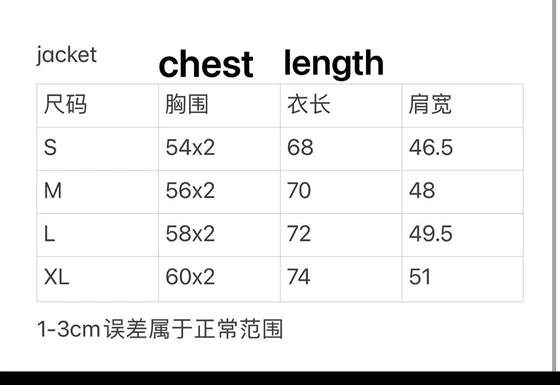 jacket chest length
尺码 胸围 衣长 肩宽
S 54x2 68 46.5
M 56x2 70 48
L 58x2 72 49.5
XL 60x2 74 51
1-3cm误差属于正常范围